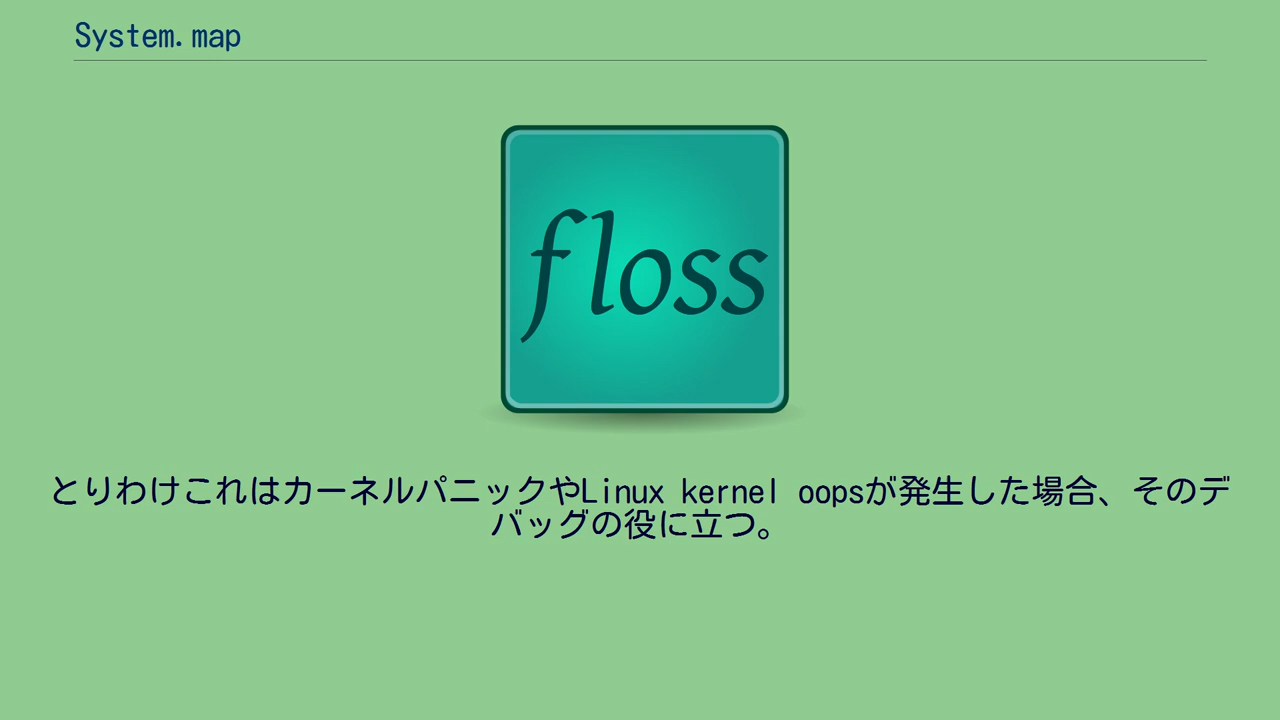 System.map
floss
とりわけこれはカーネルパニックやLinux kernel oopsが発生した場合、そのデ
バッグの役に立つ。